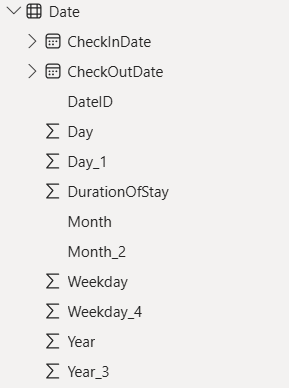 Date
CheckInDate
CheckOutDate
DateID
Day
Day_1
DurationOfStay
Month
Month_2
Weekday
Weekday_4
Year
Year_3